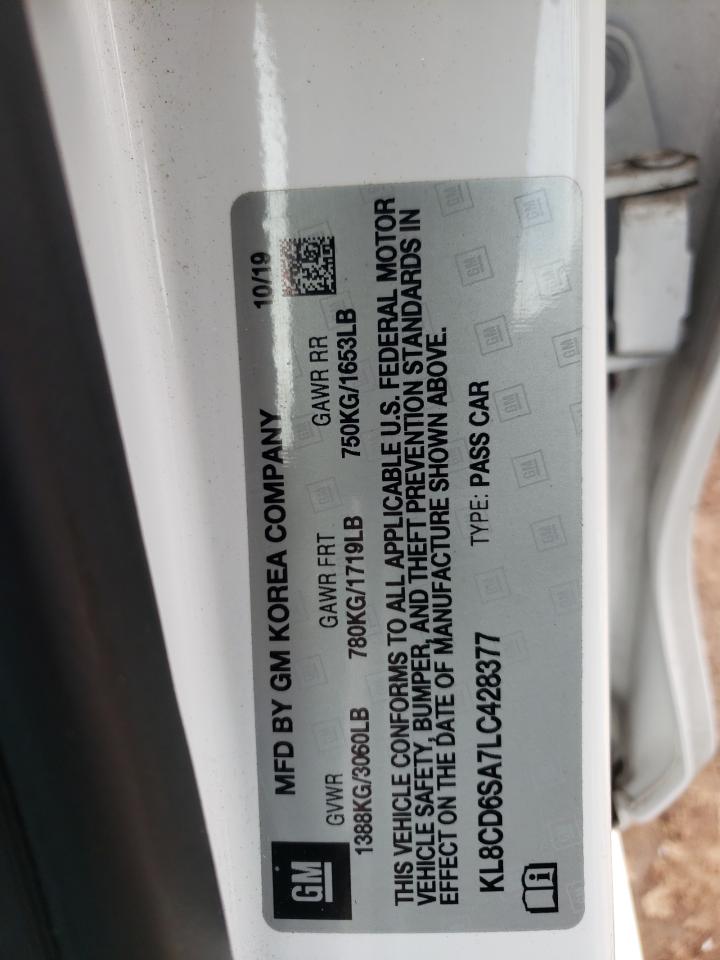 GM
MFD BY GM KOREA COMPANY 10/19
GVWR GAWR FRT GAWR RR
1388KG/3060LB 780KG/1719LB 750KG/1653LB
THIS VEHICLE CONFORMS TO ALL APPLICABLE U.S. FEDERAL MOTOR
VEHICLE SAFETY, BUMPER, AND THEFT PREVENTION STANDARDS IN
EFFECT ON THE DATE OF MANUFACTURE SHOWN ABOVE.
KL8CD6SA7LC428377 TYPE: PASS CAR